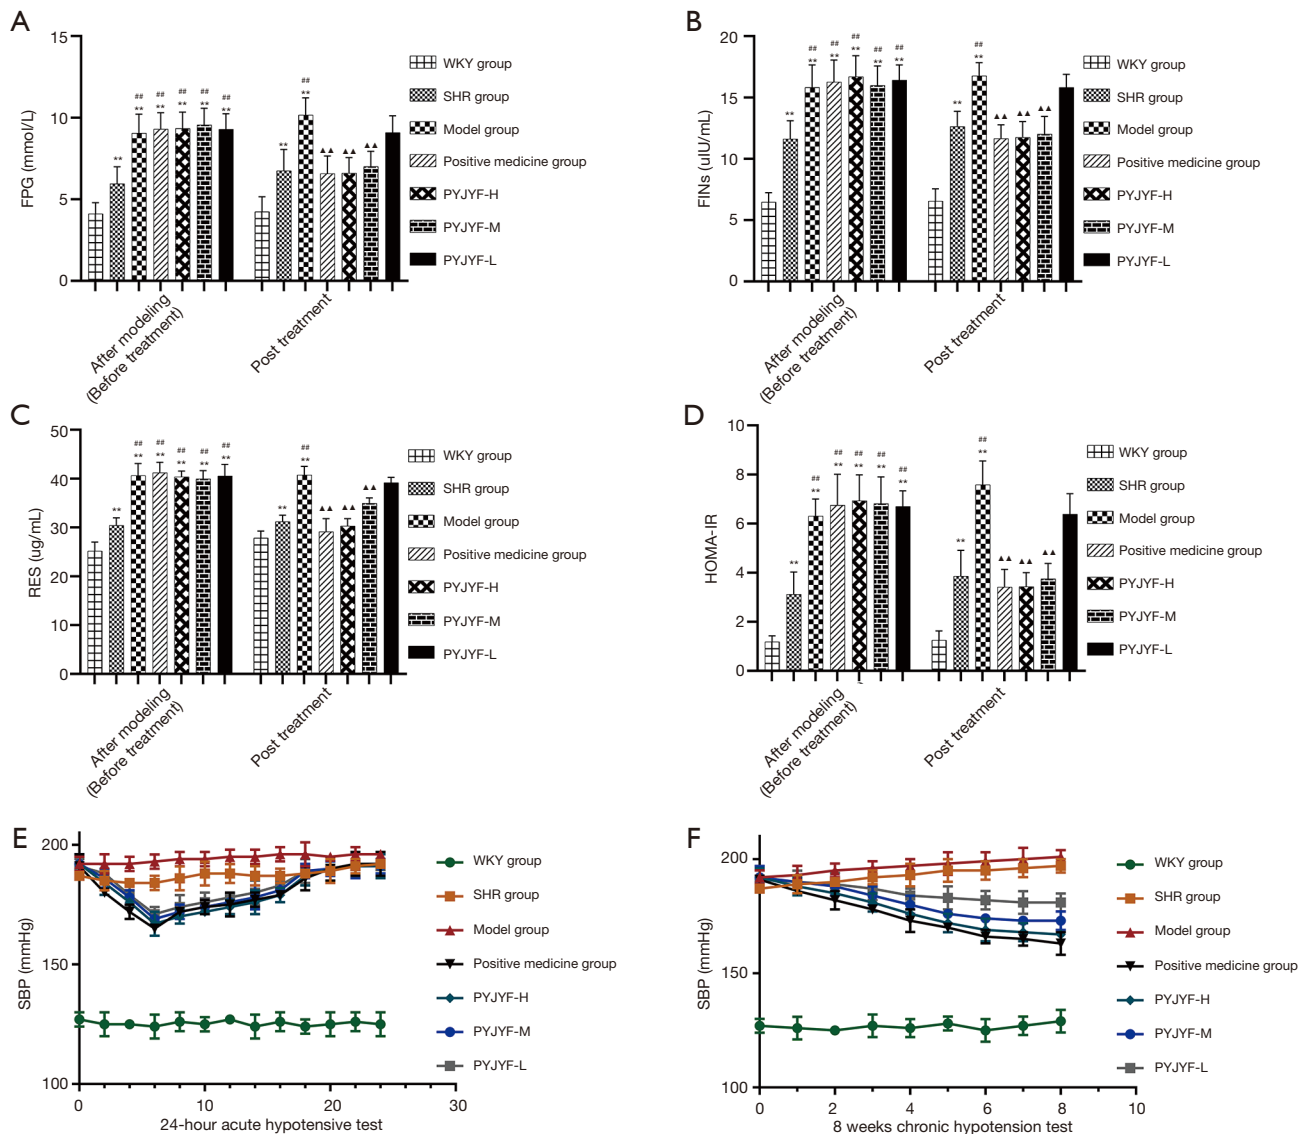 A
FPG (mmol/L)
15
10
5
0
## ## ## ## ##
** ** ** ** ** **
## 
** **
▲▲ ▲▲ ▲▲
After modeling
(Before treatment)
Post treatment
WKY group
SHR group
Model group
Positive medicine group
PYJYF-H
PYJYF-M
PYJYF-L
B
FINs (uIU/mL)
20
15
10
5
0
## ## ## ## ##
** ** ** ** ** **
##
** **
▲▲ ▲▲ ▲▲
After modeling
(Before treatment)
Post treatment
WKY group
SHR group
Model group
Positive medicine group
PYJYF-H
PYJYF-M
PYJYF-L
C
RES (ug/mL)
50
40
30
20
10
0
## ## ## ## ##
** ** ** ** ** **
##
** **
▲▲ ▲▲ ▲▲
After modeling
(Before treatment)
Post treatment
WKY group
SHR group
Model group
Positive medicine group
PYJYF-H
PYJYF-M
PYJYF-L
D
HOMA-IR
10
8
6
4
2
0
## ## ## ## ##
** ** ** ** ** **
##
** **
▲▲ ▲▲ ▲▲
After modeling
(Before treatment)
Post treatment
WKY group
SHR group
Model group
Positive medicine group
PYJYF-H
PYJYF-M
PYJYF-L
E
SBP (mmHg)
200
150
100
0 10 20 30
24-hour acute hypotensive test
WKY group
SHR group
Model group
Positive medicine group
PYJYF-H
PYJYF-M
PYJYF-L
F
SBP (mmHg)
200
150
100
0 2 4 6 8 10
8 weeks chronic hypotension test
WKY group
SHR group
Model group
Positive medicine group
PYJYF-H
PYJYF-M
PYJYF-L